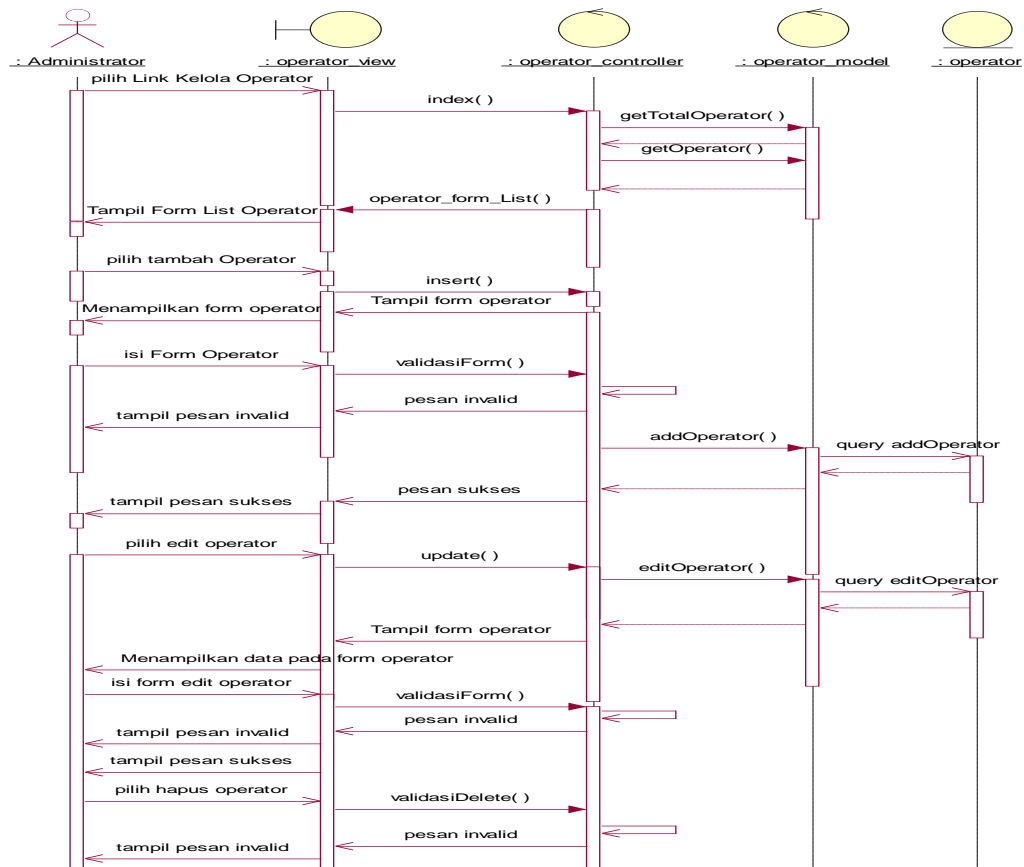 : Administrator
: operator_view
: operator_controller
: operator_model
: operator
pilih Link Kelola Operator
index( )
getTotalOperator( )
getOperator( )
operator_form_List( )
Tampil Form List Operator
pilih tambah Operator
insert( )
Tampil form operator
Menampilkan form operator
isi Form Operator
validasiForm( )
pesan invalid
tampil pesan invalid
addOperator( )
query addOperator
pesan sukses
tampil pesan sukses
pilih edit operator
update( )
editOperator( )
query editOperator
Tampil form operator
Menampilkan data pada form operator
isi form edit operator
validasiForm( )
pesan invalid
tampil pesan invalid
tampil pesan sukses
pilih hapus operator
validasiDelete( )
pesan invalid
tampil pesan invalid